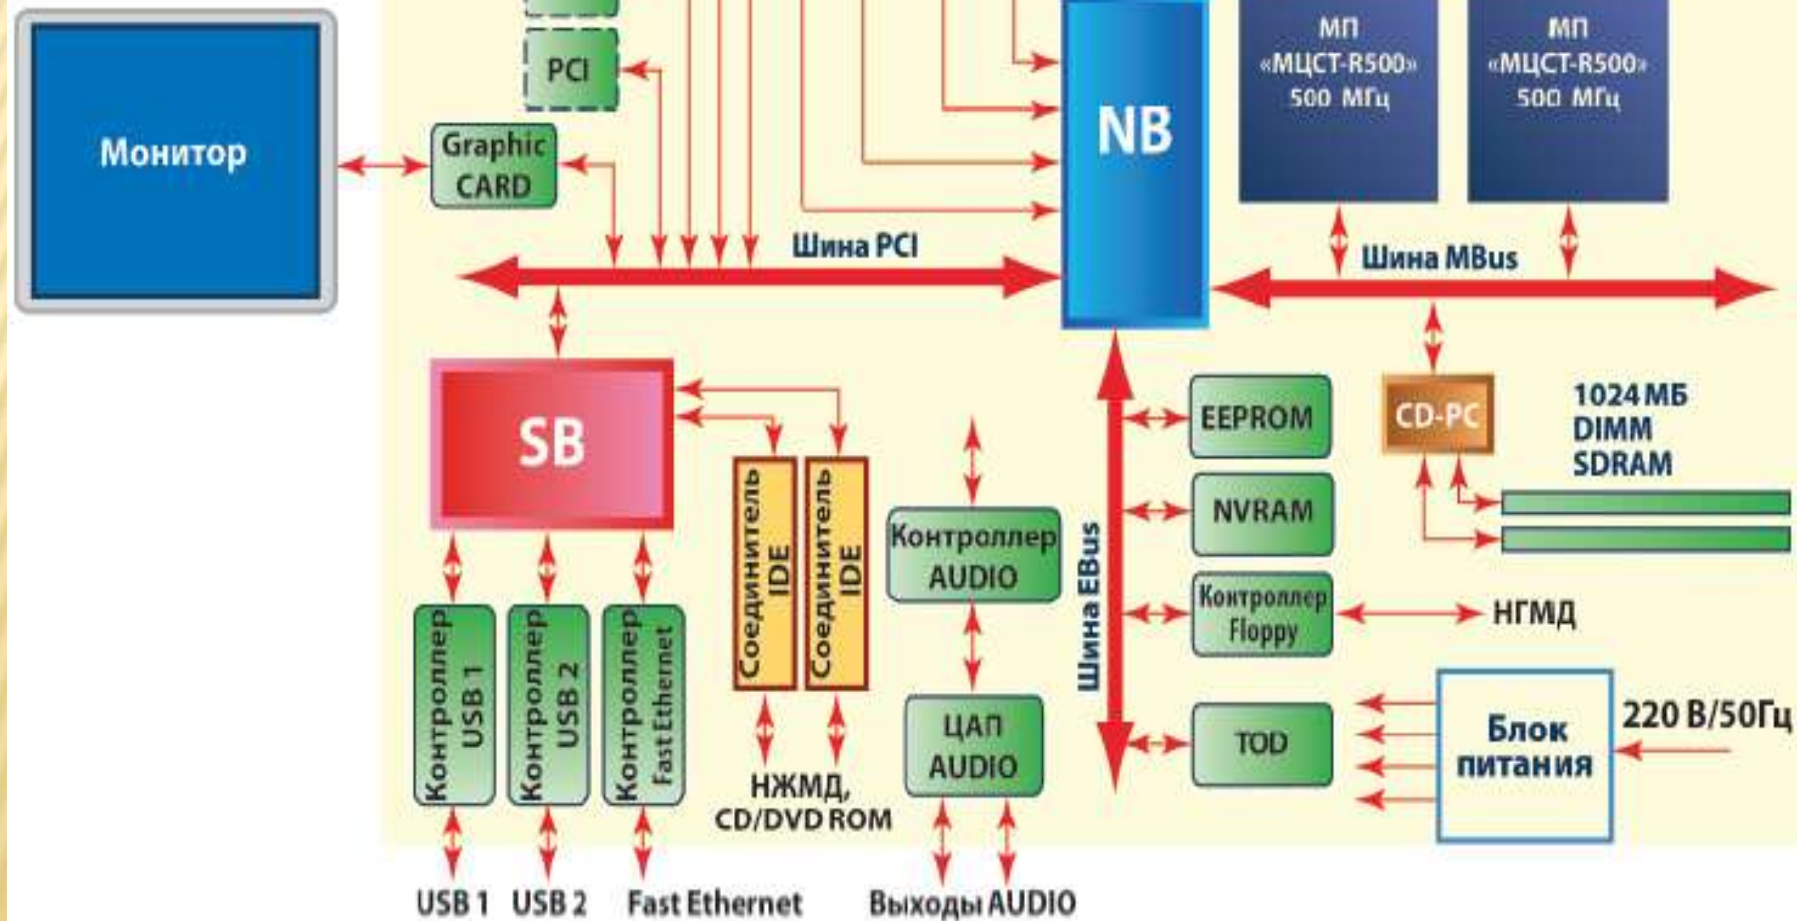 PCI
Graphic
CARD
Монитор
NB
МП
«МЦСТ-R500»
500 МГц
МП
«МЦСТ-R500»
500 МГц
Шина PCI
Шина MBus
SB
Соединитель
IDE
Соединитель
IDE
Контроллер
AUDIO
ЦАП
AUDIO
Шина EBus
EEPROM
NVRAM
Контроллер
Floppy
НГМД
TOD
CD-PC
1024 МБ
DIMM
SDRAM
Блок
питания
220 В/50Гц
Контроллер
USB 1
Контроллер
USB 2
Контроллер
Fast Ethernet
НЖМД,
CD/DVD ROM
USB 1
USB 2
Fast Ethernet
Выходы AUDIO